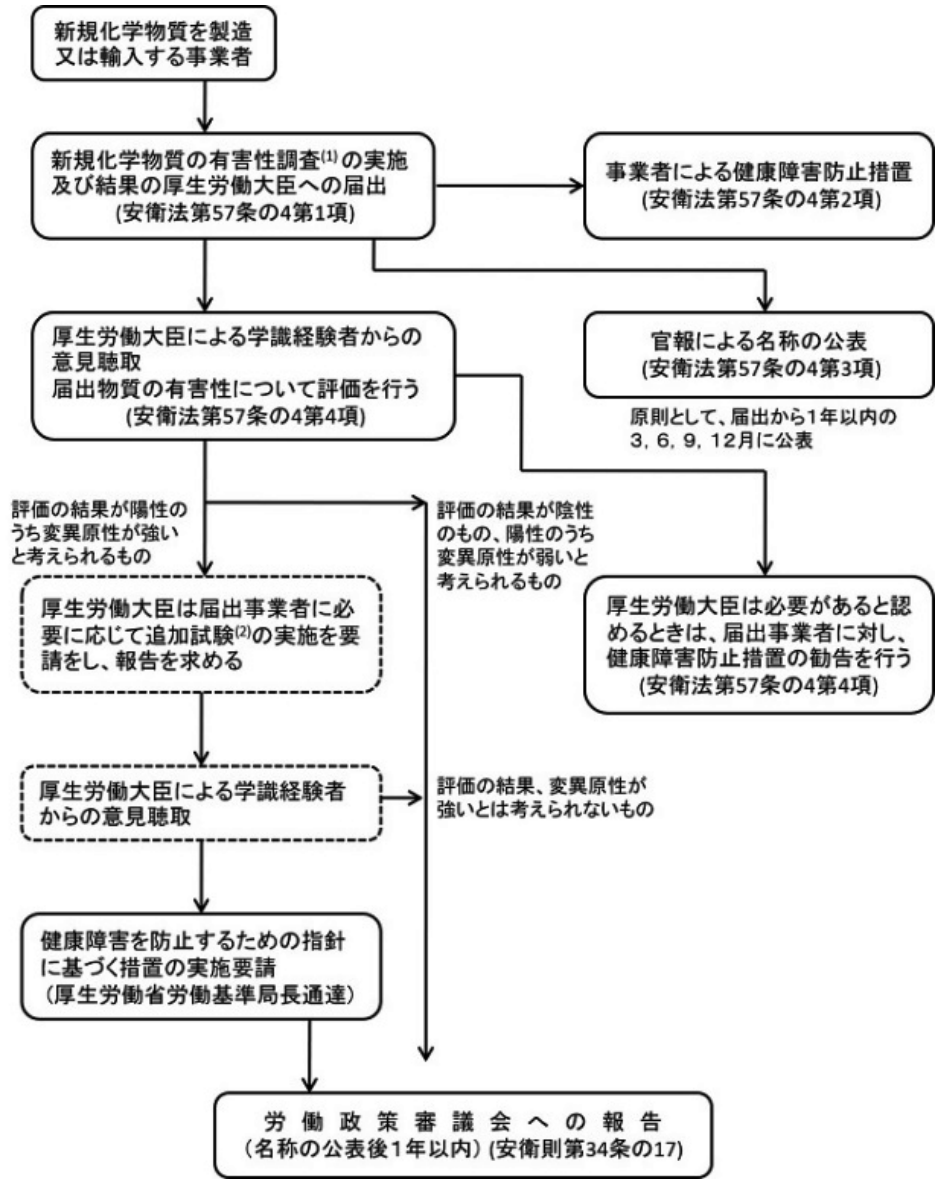 新規化学物質を製造
又は輸入する事業者
新規化学物質の有害性調査(1)の実施
及び結果の厚生労働大臣への届出
(安衛法第57条の4第1項)
事業者による健康障害防止措置
(安衛法第57条の4第2項)
厚生労働大臣による学識経験者からの
意見聴取
届出物質の有害性について評価を行う
(安衛法第57条の4第4項)
官報による名称の公表
(安衛法第57条の4第3項)
原則として、届出から1年以内の
3, 6, 9, 12月に公表
評価の結果が陽性の
うち変異原性が強い
と考えられるもの
評価の結果が陰性
のもの、陽性のうち
変異原性が弱いと
考えられるもの
厚生労働大臣は届出事業者に必
要に応じて追加試験(2)の実施を要
請をし、報告を求める
厚生労働大臣は必要があると認
めるときは、届出事業者に対し、
健康障害防止措置の勧告を行う
(安衛法第57条の4第4項)
厚生労働大臣による学識経験者
からの意見聴取
評価の結果、変異原性が
強いとは考えられないもの
健康障害を防止するための指針
に基づく措置の実施要請
(厚生労働省労働基準局長通達)
労働政策審議会への報告
(名称の公表後1年以内) (安衛則第34条の17)